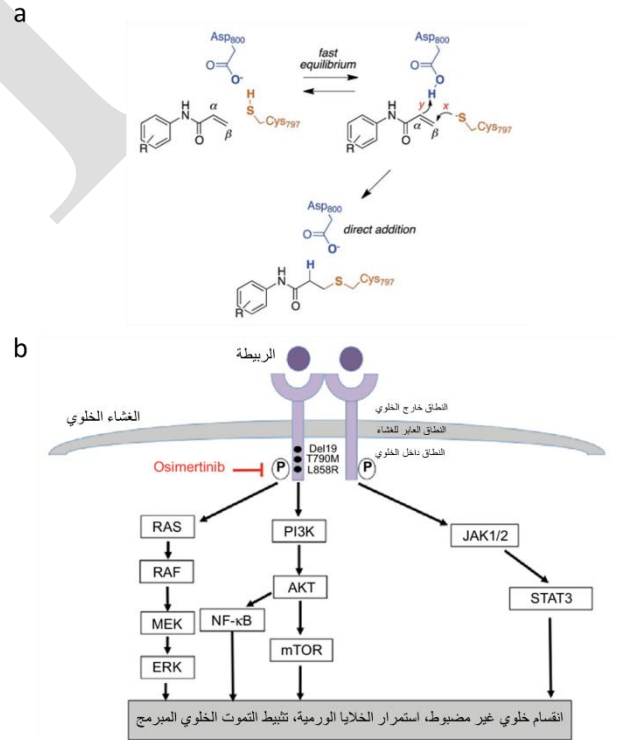 a
Asp800
O
O-
H
S
Cys797
H
N
α
O
β
R
fast
equilibrium
Asp800
O
O
H
y
x
H
N
-S
Cys797
α
O
β
R
Asp800
O
O-
direct addition
H
H
N
S
Cys797
O
R
b
الربيطة
الغشاء الخلوي
النطاق خارج الخلوي
النطاق العابر للغشاء
النطاق داخل الخلوي
Osimertinib
P
Del19
T790M
L858R
P
RAS
PI3K
JAK1/2
RAF
AKT
STAT3
MEK
NF-κB
mTOR
ERK
انقسام خلوي غير مضبوط، استمرار الخلايا الورمية، تثبيط التموت الخلوي المبرمج